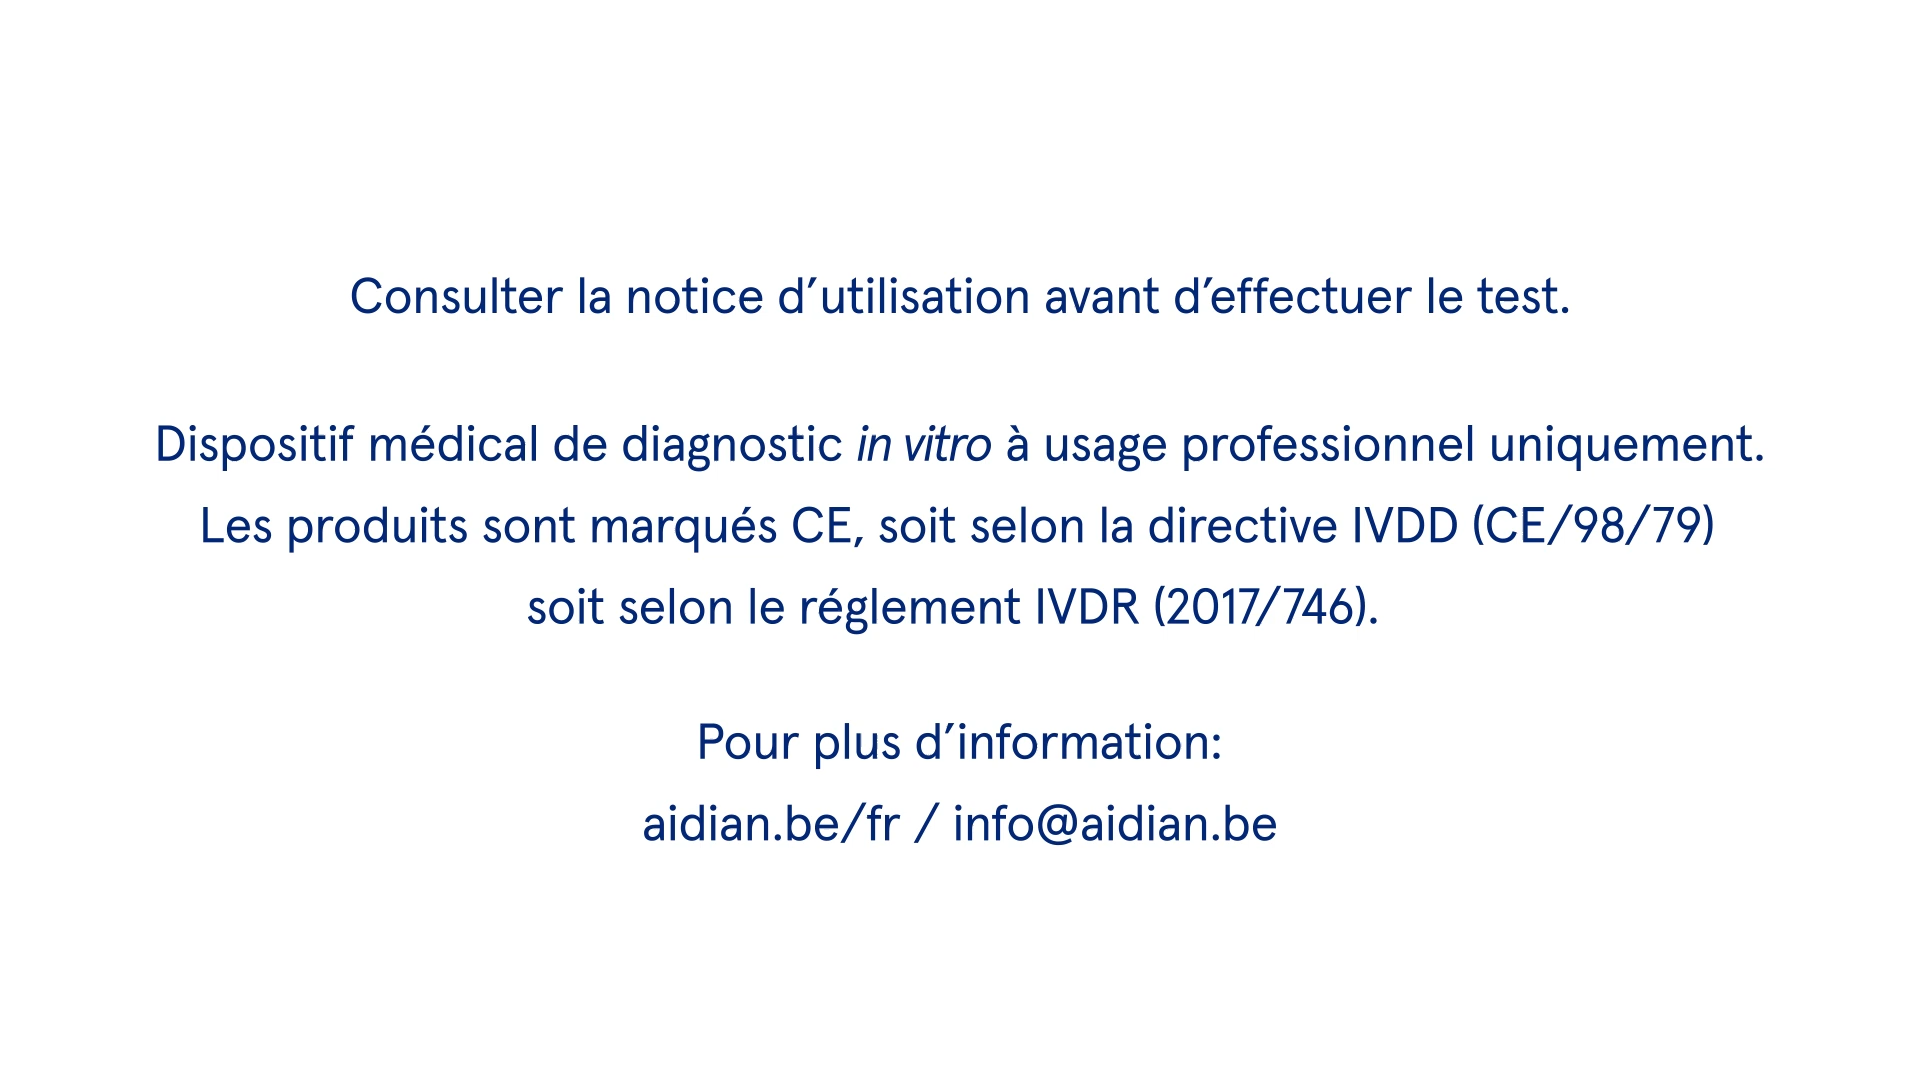 Consulter la notice d’utilisation avant d’effectuer le test.
Dispositif médical de diagnostic in vitro à usage professionnel uniquement.
Les produits sont marqués CE, soit selon la directive IVDD (CE/98/79)
soit selon le réglement IVDR (2017/746).
Pour plus d’information:
aidian.be/fr / info@aidian.be